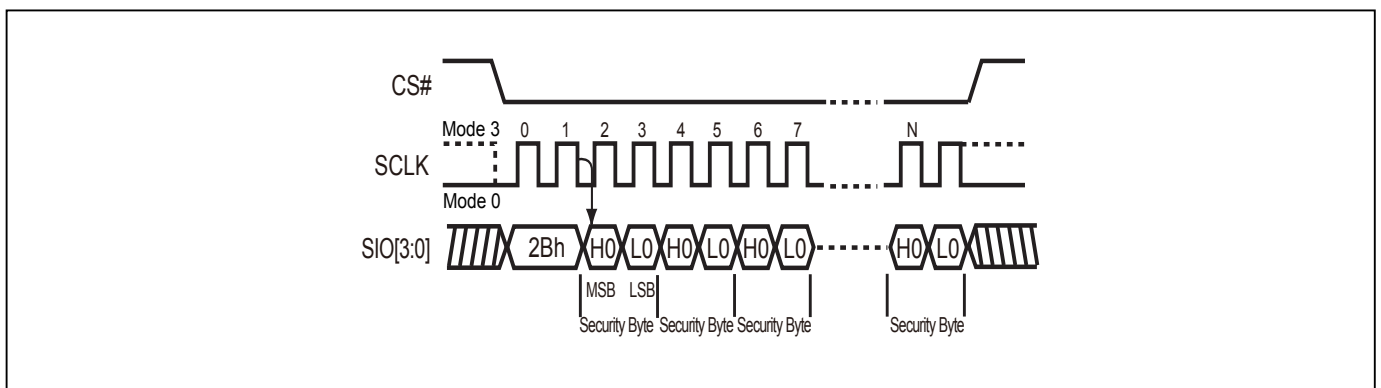 CS#
Mode 3 0 1 2 3 4 5 6 7 N
SCLK
Mode 0
SIO[3:0] 2Bh H0 L0 H0 L0 H0 L0 H0 L0
MSB LSB
Security Byte Security Byte Security Byte Security Byte